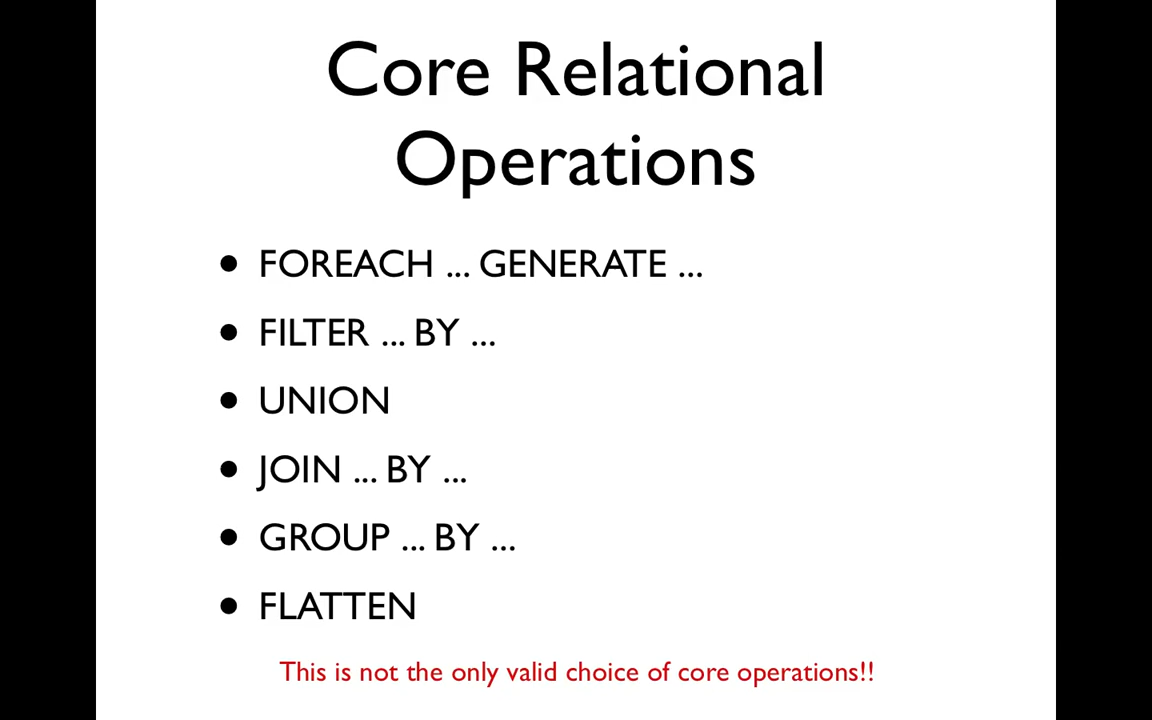 Core Relational
Operations
• FOREACH ... GENERATE ...
• FILTER ... BY ...
• UNION
• JOIN ... BY ...
• GROUP ... BY ...
• FLATTEN
This is not the only valid choice of core operations!!